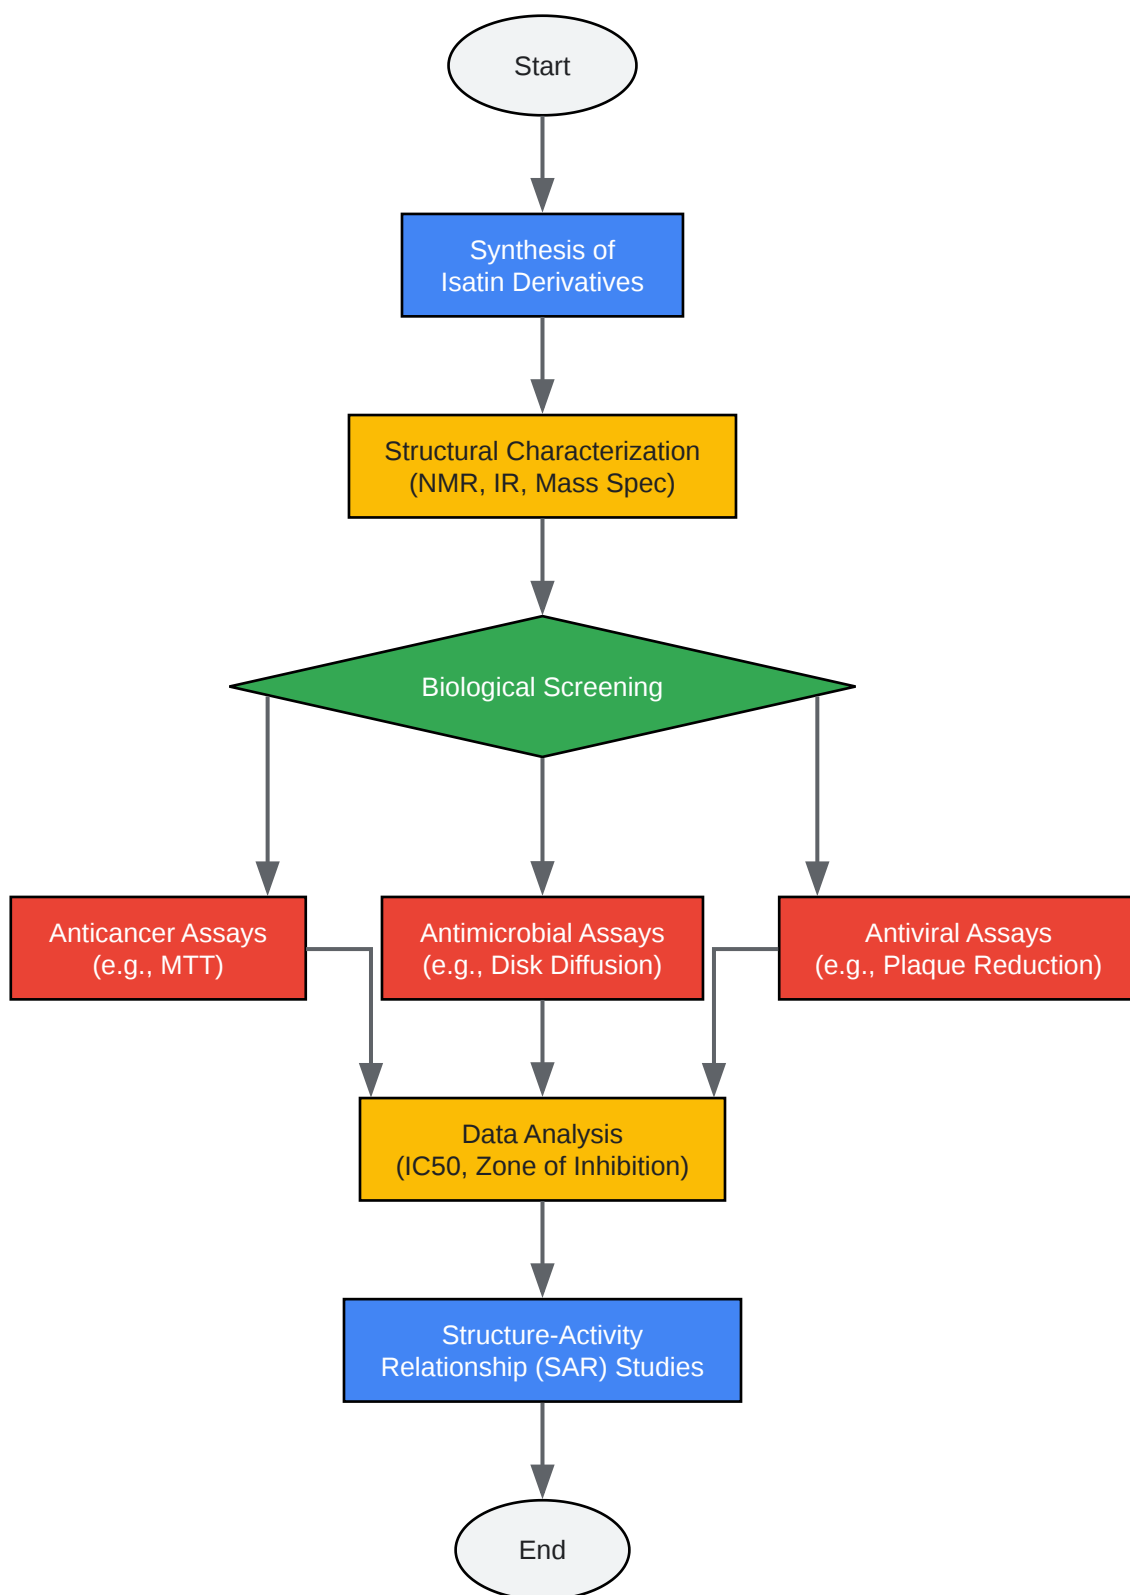 Start
Synthesis of
Isatin Derivatives
Structural Characterization
(NMR, IR, Mass Spec)
Biological Screening
Anticancer Assays
(e.g., MTT)
Antimicrobial Assays
(e.g., Disk Diffusion)
Antiviral Assays
(e.g., Plaque Reduction)
Data Analysis
(IC50, Zone of Inhibition)
Structure-Activity
Relationship (SAR) Studies
End